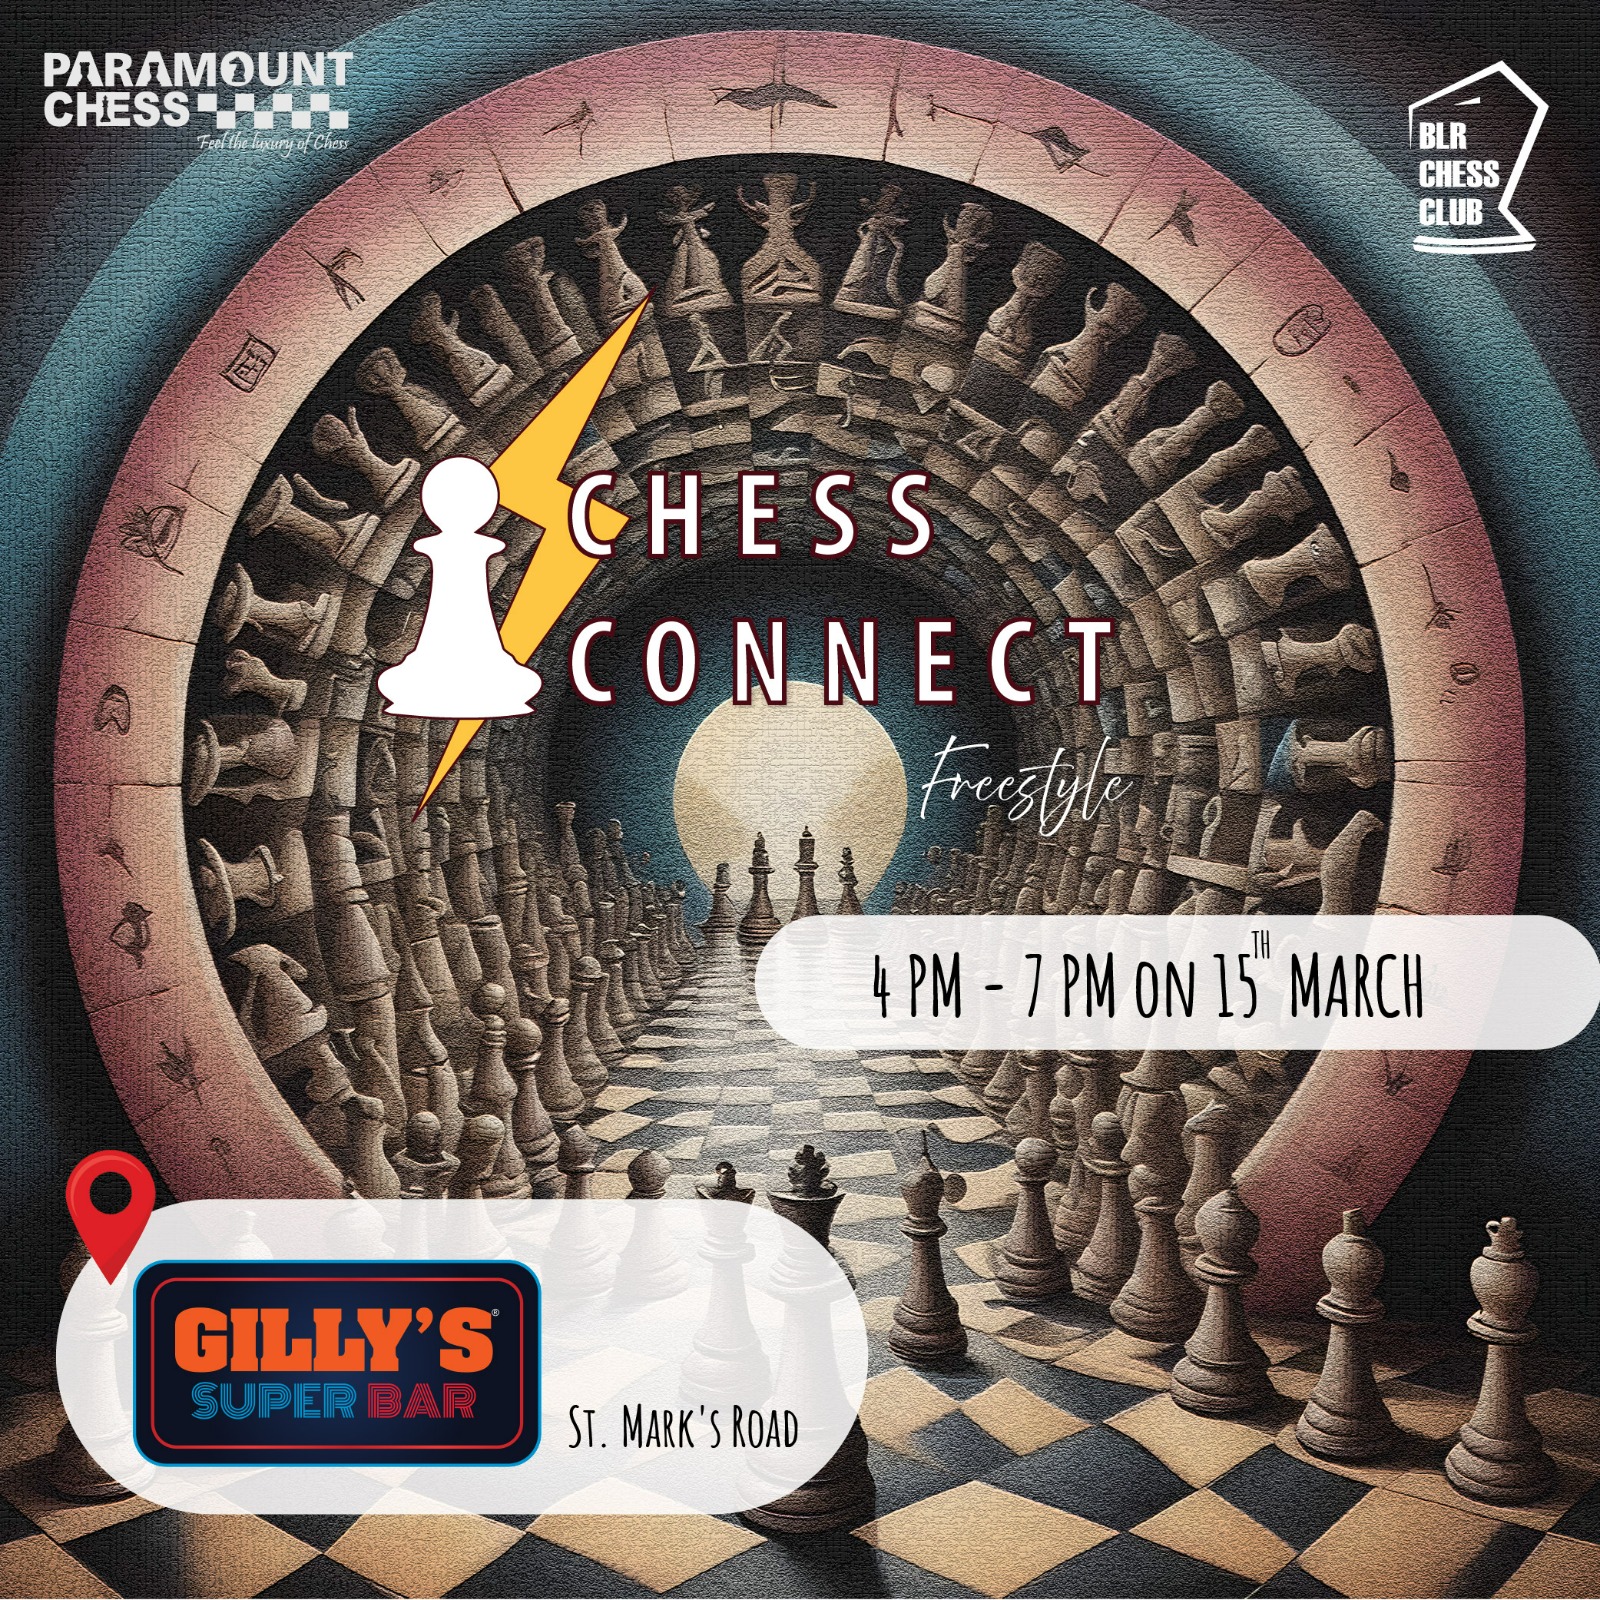 PARAMOUNT
CHESS
Feel the luxury of Chess
BLR
CHESS
CLUB
CHESS
CONNECT
Freestyle
4 PM - 7 PM ON 15TH MARCH
GILLY'S®
SUPER BAR
ST. MARK'S ROAD